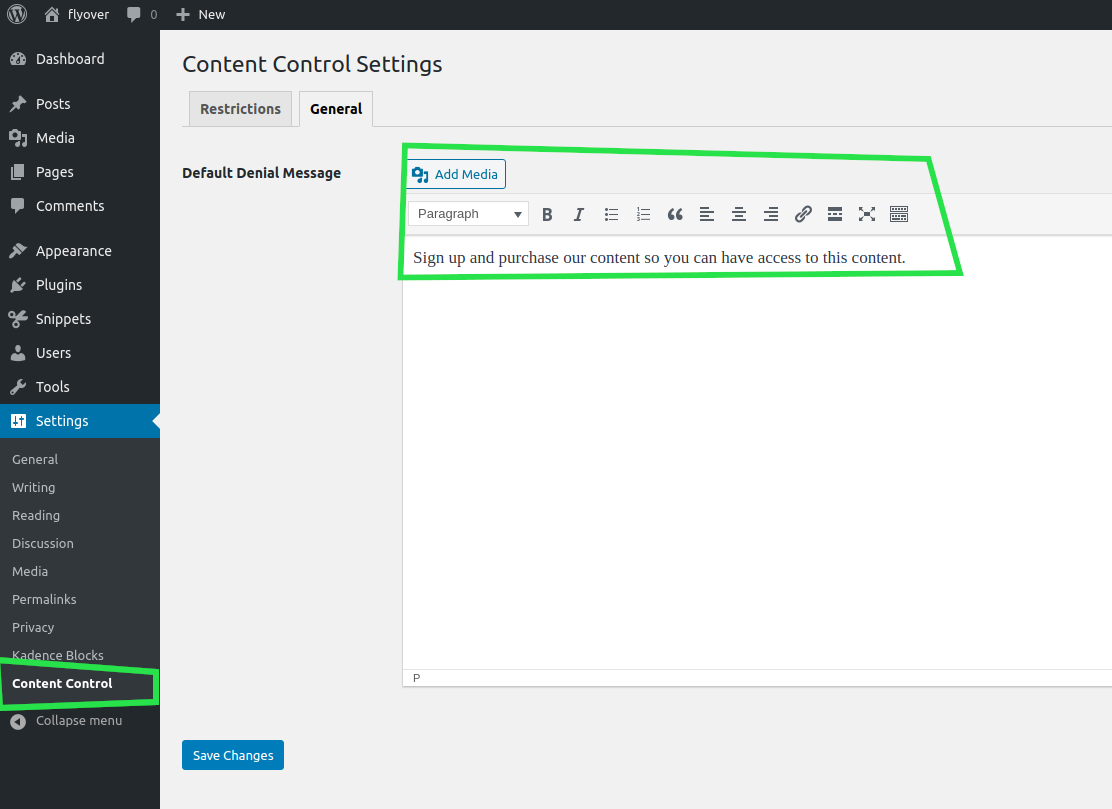 flyover 0 New
Dashboard
Posts
Media
Pages
Comments
Appearance
Plugins
Snippets
Users
Tools
Settings
General
Writing
Reading
Discussion
Media
Permalinks
Privacy
Kadence Blocks
Content Control
Collapse menu
Content Control Settings
Restrictions General
Default Denial Message
Add Media
Paragraph
Sign up and purchase our content so you can have access to this content.
P
Save Changes